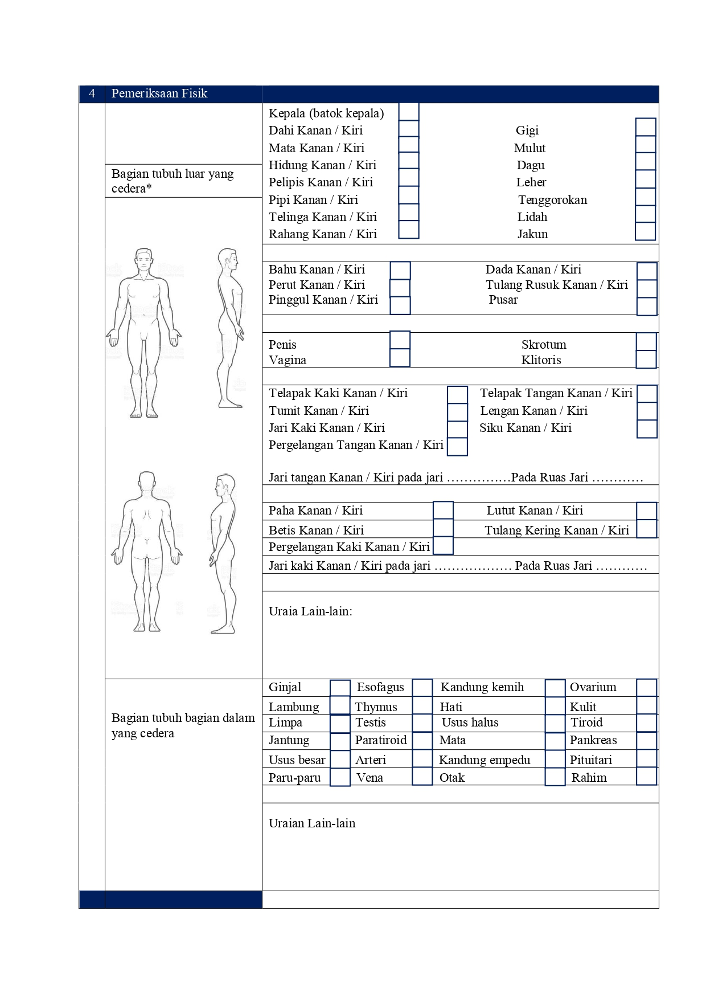 4 Pemeriksaan Fisik
Kepala (batok kepala)
Dahi Kanan / Kiri Gigi
Mata Kanan / Kiri Mulut
Hidung Kanan / Kiri Dagu
Bagian tubuh luar yang
cedera*
Pelipis Kanan / Kiri Leher
Pipi Kanan / Kiri Tenggorokan
Telinga Kanan / Kiri Lidah
Rahang Kanan / Kiri Jakun
Bahu Kanan / Kiri Dada Kanan / Kiri
Perut Kanan / Kiri Tulang Rusuk Kanan / Kiri
Pinggul Kanan / Kiri Pusar
Penis Skrotum
Vagina Klitoris
Telapak Kaki Kanan / Kiri Telapak Tangan Kanan / Kiri
Tumit Kanan / Kiri Lengan Kanan / Kiri
Jari Kaki Kanan / Kiri Siku Kanan / Kiri
Pergelangan Tangan Kanan / Kiri
Jari tangan Kanan / Kiri pada jari ……………Pada Ruas Jari …………
Paha Kanan / Kiri Lutut Kanan / Kiri
Betis Kanan / Kiri Tulang Kering Kanan / Kiri
Pergelangan Kaki Kanan / Kiri
Jari kaki Kanan / Kiri pada jari ……………… Pada Ruas Jari …………
Uraia Lain-lain:
Bagian tubuh bagian dalam
yang cedera
Ginjal Esofagus Kandung kemih Ovarium
Lambung Thymus Hati Kulit
Limpa Testis Usus halus Tiroid
Jantung Paratiroid Mata Pankreas
Usus besar Arteri Kandung empedu Pituitari
Paru-paru Vena Otak Rahim
Uraian Lain-lain